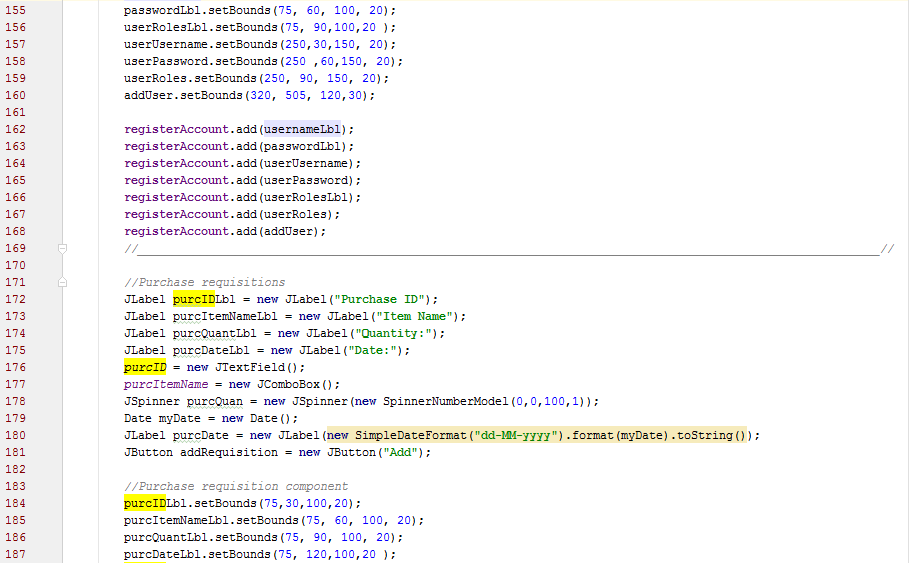 155 passwordLbl.setBounds(75, 60, 100, 20);
156 userRolesLbl.setBounds(75, 90,100,20 );
157 userUsername.setBounds(250,30,150, 20);
158 userPassword.setBounds(250 ,60,150, 20);
159 userRoles.setBounds(250, 90, 150, 20);
160 addUser.setBounds(320, 505, 120,30);
161
162 registerAccount.add(usernameLbl);
163 registerAccount.add(passwordLbl);
164 registerAccount.add(userUsername);
165 registerAccount.add(userPassword);
166 registerAccount.add(userRolesLbl);
167 registerAccount.add(userRoles);
168 registerAccount.add(addUser);
169 //__________________________________________________________________________________________________________//
170
171 //Purchase requisitions
172 JLabel purcIDLbl = new JLabel("Purchase ID");
173 JLabel purcItemNameLbl = new JLabel("Item Name");
174 JLabel purcQuantLbl = new JLabel("Quantity:");
175 JLabel purcDateLbl = new JLabel("Date:");
176 purcID = new JTextField();
177 purcItemName = new JComboBox();
178 JSpinner purcQuan = new JSpinner(new SpinnerNumberModel(0,0,100,1));
179 Date myDate = new Date();
180 JLabel purcDate = new JLabel(new SimpleDateFormat("dd-MM-yyyy").format(myDate).toString());
181 JButton addRequisition = new JButton("Add");
182
183 //Purchase requisition component
184 purcIDLbl.setBounds(75,30,100,20);
185 purcItemNameLbl.setBounds(75, 60, 100, 20);
186 purcQuantLbl.setBounds(75, 90, 100, 20);
187 purcDateLbl.setBounds(75, 120,100,20 );